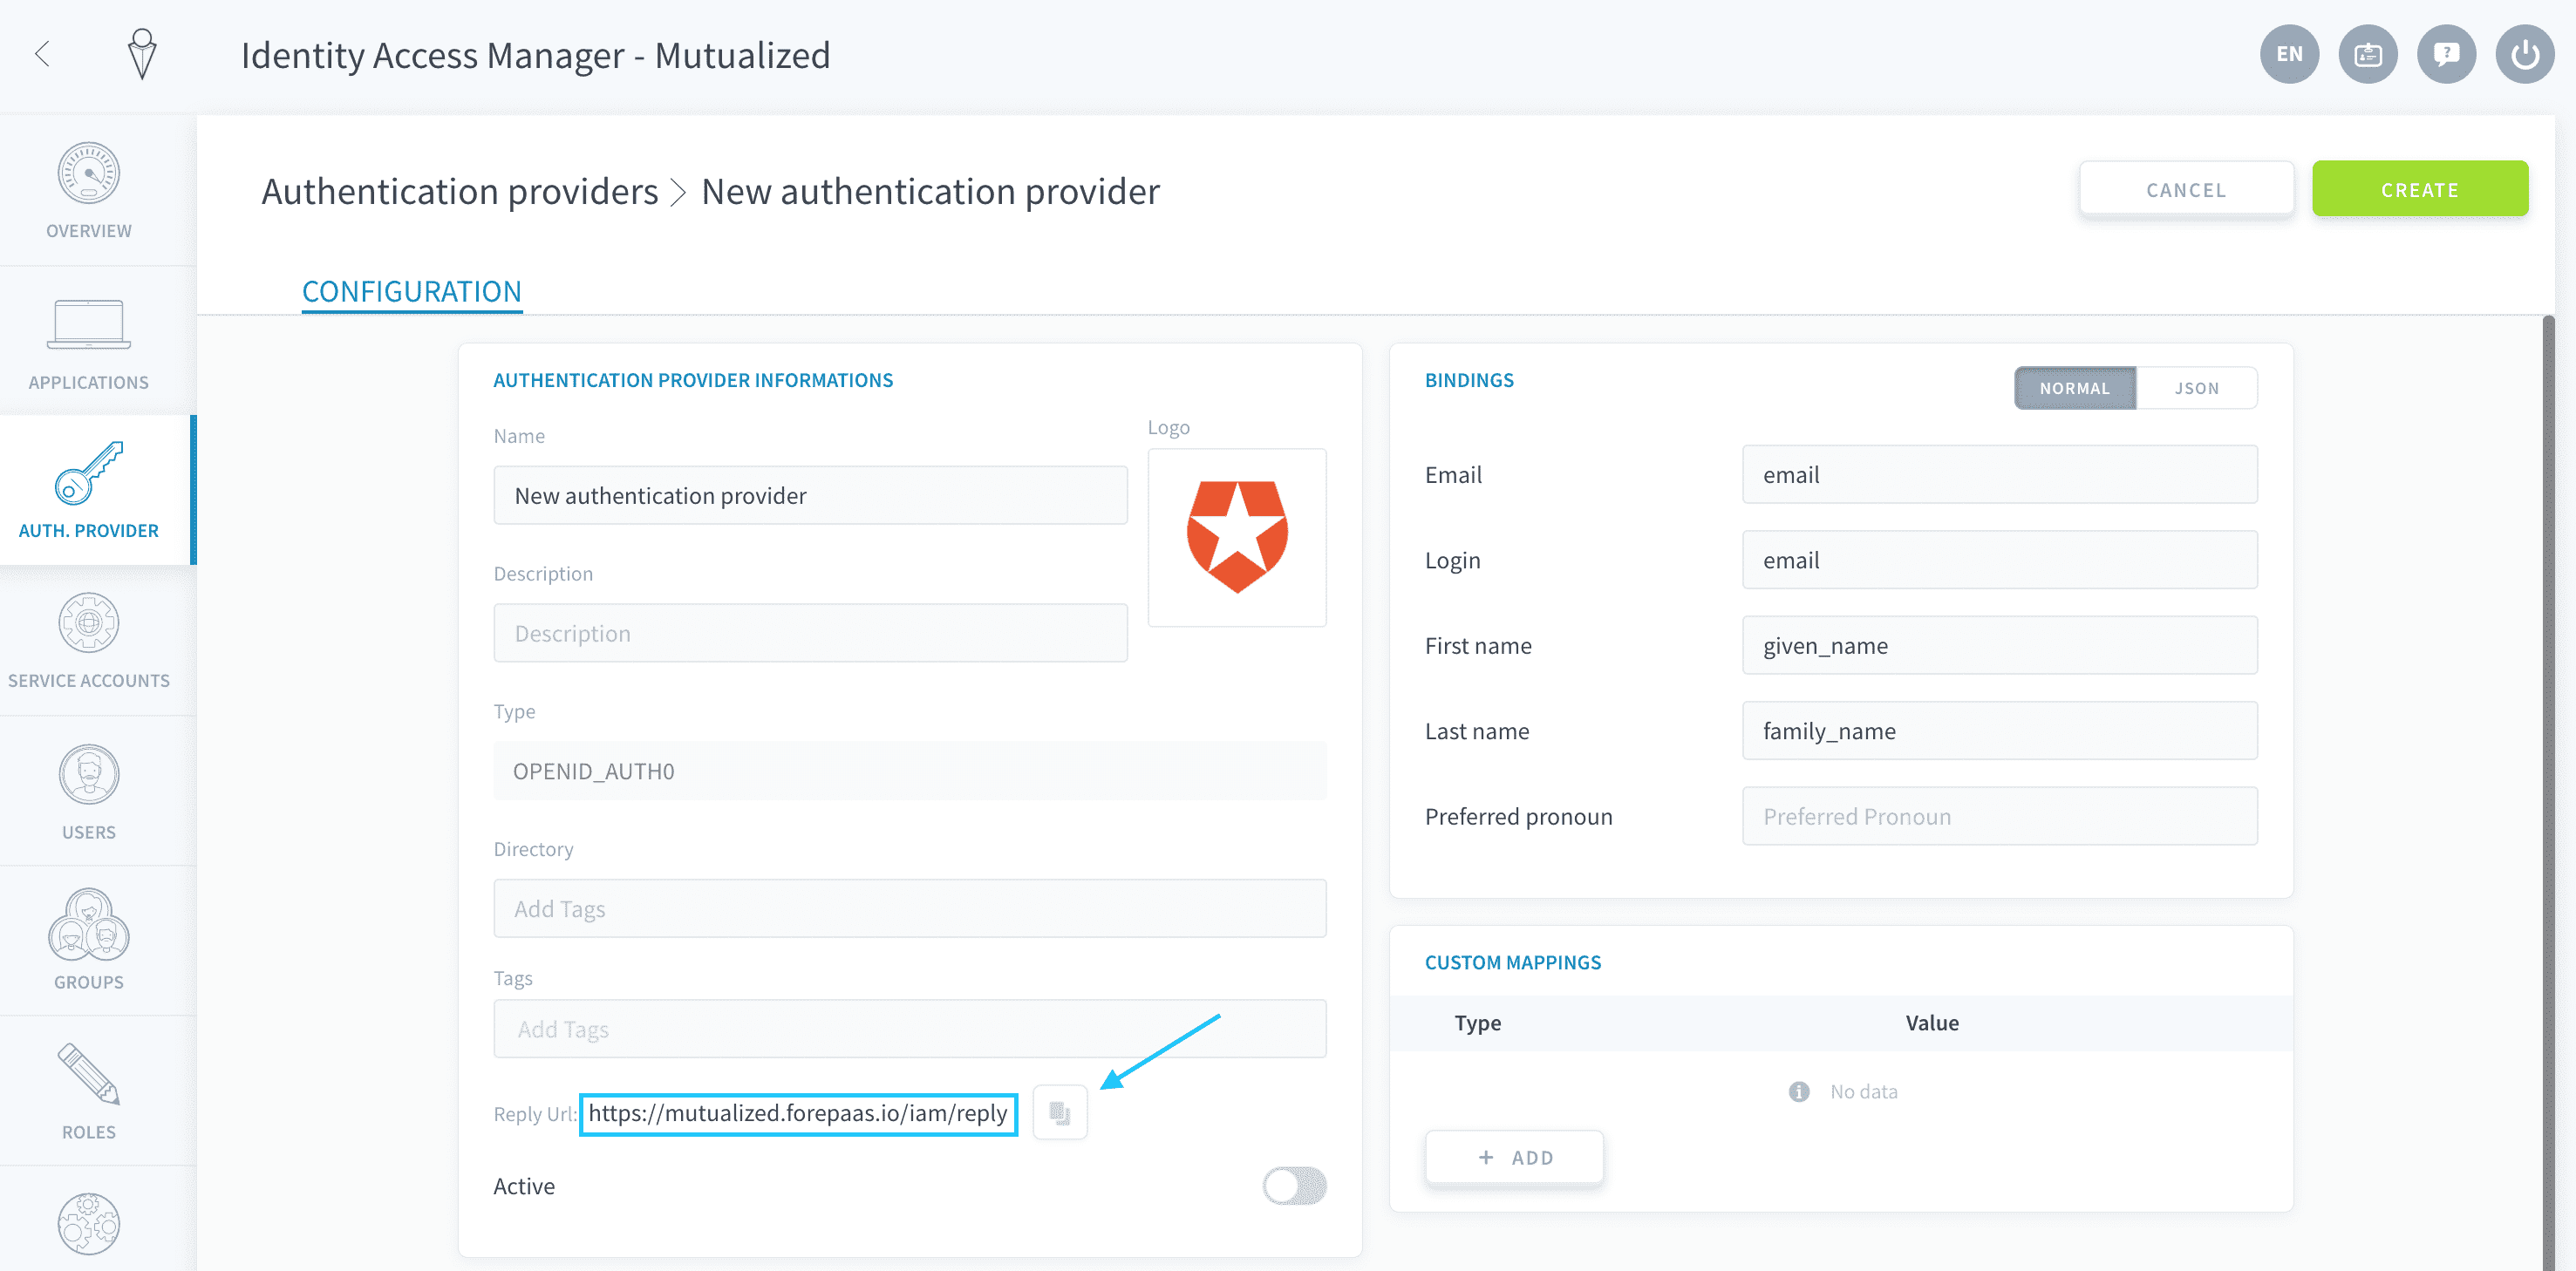 Identity Access Manager - Mutualized
EN
OVERVIEW
APPLICATIONS
AUTH. PROVIDER
SERVICE ACCOUNTS
USERS
GROUPS
ROLES
Authentication providers > New authentication provider
CANCEL
CREATE
CONFIGURATION
AUTHENTICATION PROVIDER INFORMATIONS
Name
New authentication provider
Logo
Description
Description
Type
OPENID_AUTH0
Directory
Add Tags
Tags
Add Tags
Reply Url: https://mutualized.forepaas.io/iam/reply
Active
BINDINGS
NORMAL
JSON
Email
email
Login
email
First name
given_name
Last name
family_name
Preferred pronoun
Preferred Pronoun
CUSTOM MAPPINGS
Type
Value
No data
+ ADD